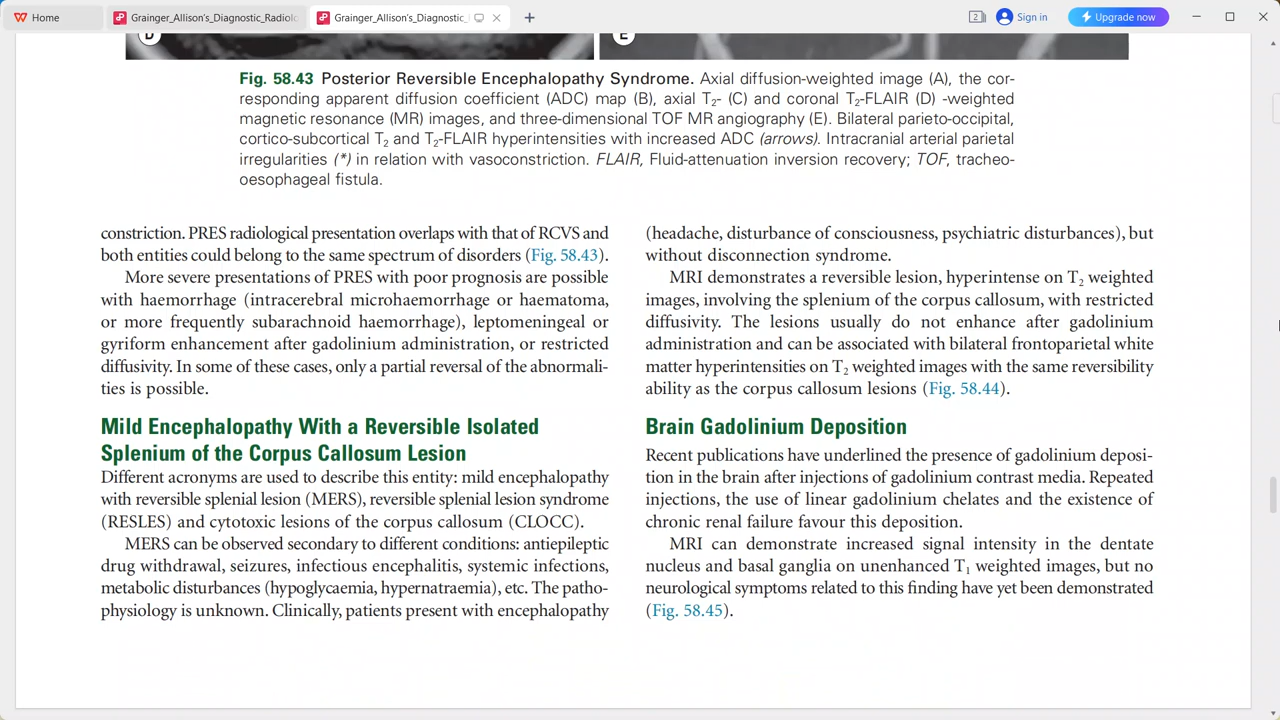 Home
Grainger_Allison's_Diagnostic_Radiolo
Grainger_Allison's_Diagnostic_
2
Sign in
Upgrade now
D
E
Fig. 58.43 Posterior Reversible Encephalopathy Syndrome. Axial diffusion-weighted image (A), the cor-
responding apparent diffusion coefficient (ADC) map (B), axial T2- (C) and coronal T2-FLAIR (D) -weighted
magnetic resonance (MR) images, and three-dimensional TOF MR angiography (E). Bilateral parieto-occipital,
cortico-subcortical T2 and T2-FLAIR hyperintensities with increased ADC (arrows). Intracranial arterial parietal
irregularities (*) in relation with vasoconstriction. FLAIR, Fluid-attenuation inversion recovery; TOF, tracheo-
oesophageal fistula.
constriction. PRES radiological presentation overlaps with that of RCVS and
both entities could belong to the same spectrum of disorders (Fig. 58.43).
More severe presentations of PRES with poor prognosis are possible
with haemorrhage (intracerebral microhaemorrhage or haematoma,
or more frequently subarachnoid haemorrhage), leptomeningeal or
gyriform enhancement after gadolinium administration, or restricted
diffusivity. In some of these cases, only a partial reversal of the abnormali-
ties is possible.
Mild Encephalopathy With a Reversible Isolated
Splenium of the Corpus Callosum Lesion
Different acronyms are used to describe this entity: mild encephalopathy
with reversible splenial lesion (MERS), reversible splenial lesion syndrome
(RESLES) and cytotoxic lesions of the corpus callosum (CLOCC).
MERS can be observed secondary to different conditions: antiepileptic
drug withdrawal, seizures, infectious encephalitis, systemic infections,
metabolic disturbances (hypoglycaemia, hypernatraemia), etc. The patho-
physiology is unknown. Clinically, patients present with encephalopathy
(headache, disturbance of consciousness, psychiatric disturbances), but
without disconnection syndrome.
MRI demonstrates a reversible lesion, hyperintense on T2 weighted
images, involving the splenium of the corpus callosum, with restricted
diffusivity. The lesions usually do not enhance after gadolinium
administration and can be associated with bilateral frontoparietal white
matter hyperintensities on T2 weighted images with the same reversibility
ability as the corpus callosum lesions (Fig. 58.44).
Brain Gadolinium Deposition
Recent publications have underlined the presence of gadolinium deposi-
tion in the brain after injections of gadolinium contrast media. Repeated
injections, the use of linear gadolinium chelates and the existence of
chronic renal failure favour this deposition.
MRI can demonstrate increased signal intensity in the dentate
nucleus and basal ganglia on unenhanced T1 weighted images, but no
neurological symptoms related to this finding have yet been demonstrated
(Fig. 58.45).